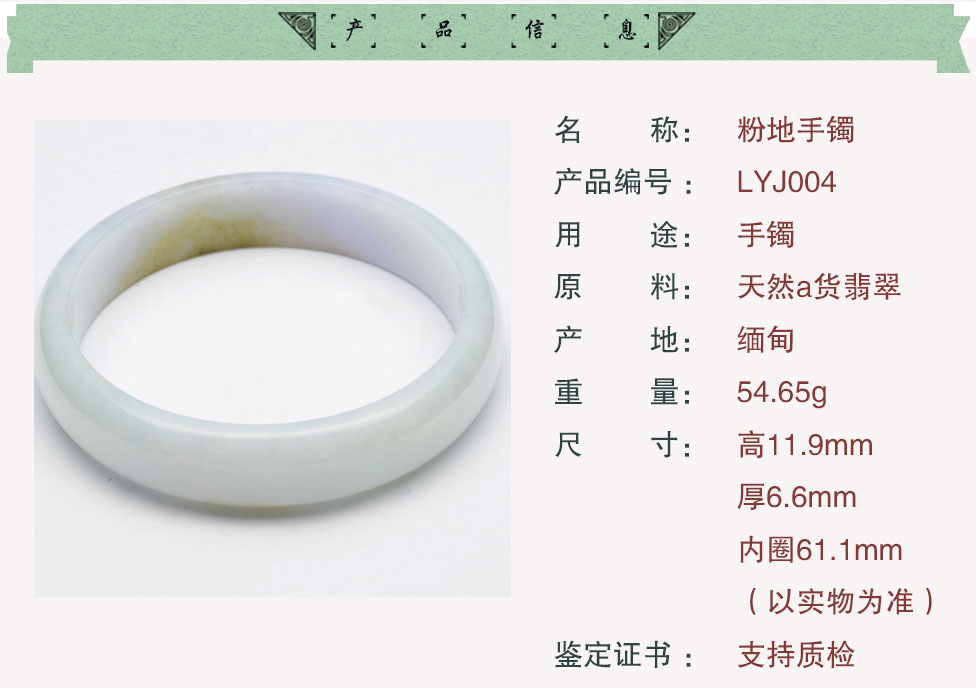 产品信息
名称：粉地手镯
产品编号：LYJ004
用途：手镯
原料：天然a货翡翠
产地：缅甸
重量：54.65g
尺寸：高11.9mm
厚6.6mm
内圈61.1mm
（以实物为准）
鉴定证书：支持质检